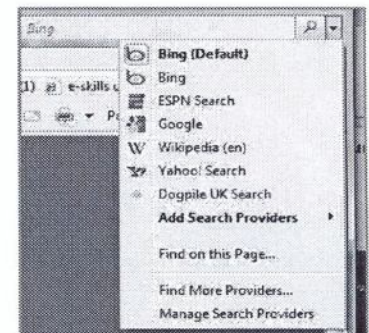 Bing
Bing (Default)
Bing
1) e-skills u
ESPN Search
Google
W Wikipedia (en)
Yahoo! Search
Dogpile UK Search
Add Search Providers
Find on this Page...
Find More Providers...
Manage Search Providers